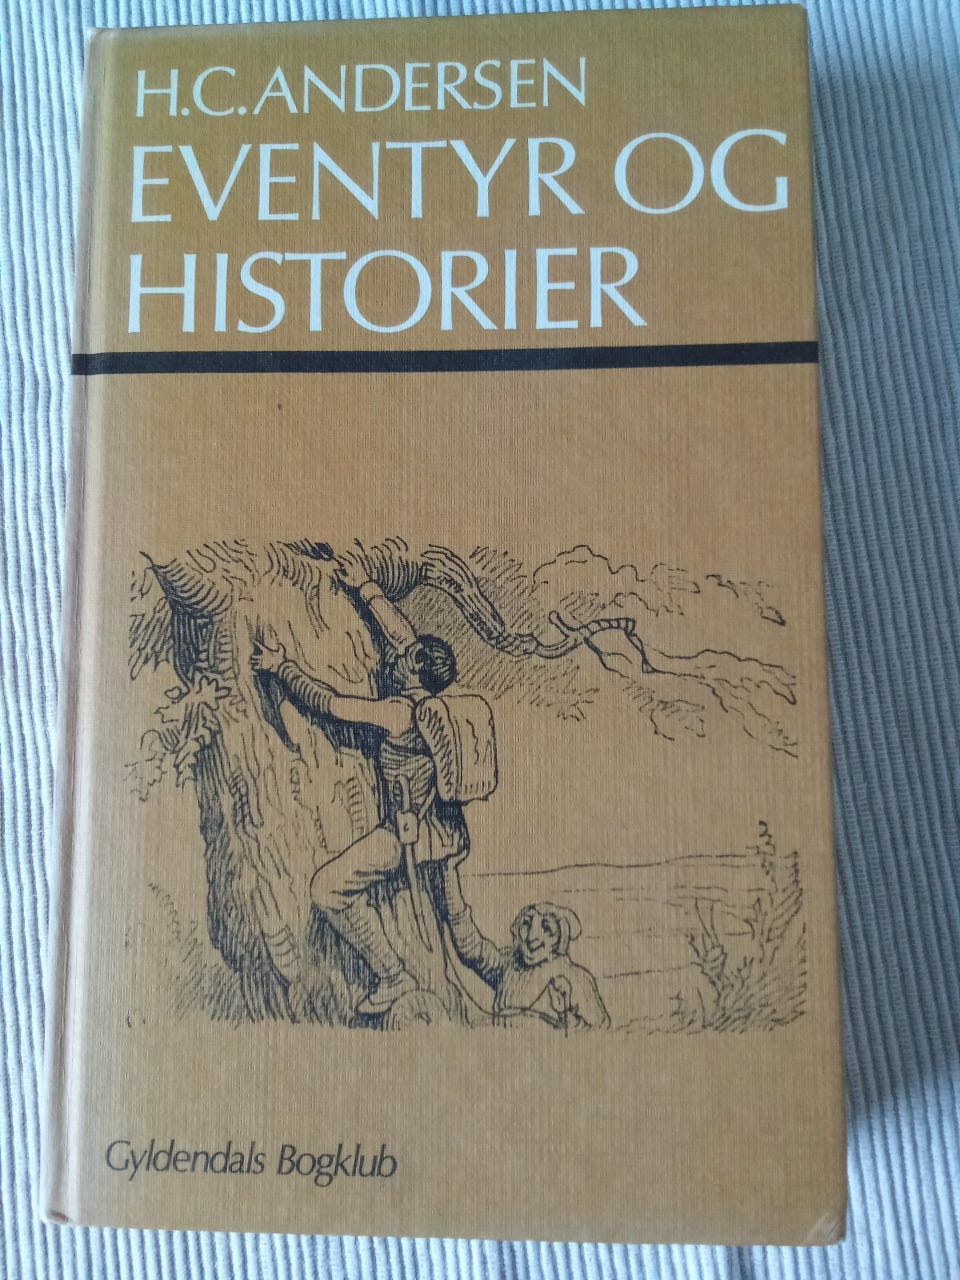 H.C. ANDERSEN
EVENTYR OG
HISTORIER
Gyldendals Bogklub